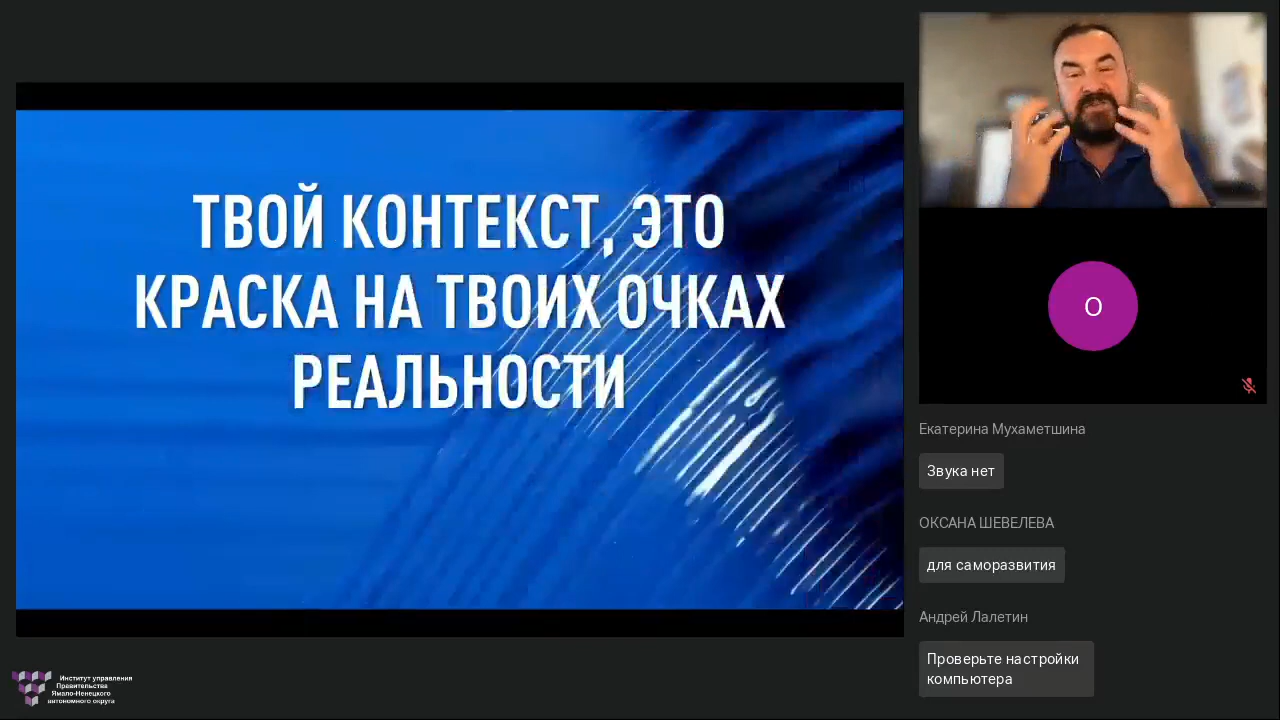 ТВОЙ КОНТЕКСТ, ЭТО
КРАСКА НА ТВОИХ ОЧКАХ
РЕАЛЬНОСТИ
О
Екатерина Мухаметшина
Звука нет
ОКСАНА ШЕВЕЛЕВА
для саморазвития
Андрей Лалетин
Проверьте настройки
компьютера
Институт управления
Правительства
Ямало-Ненецкого
автономного округа